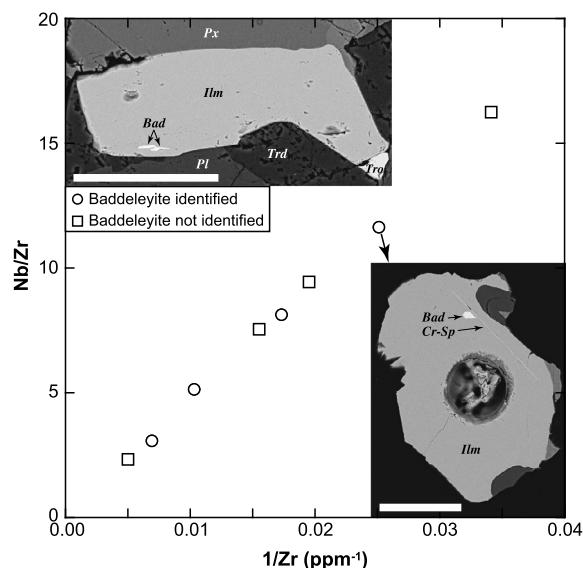 20
15
10
5
0
Nb/Zr
Px
Ilm
Bad
Pl
Trd
Tro
Baddeleyite identified
Baddeleyite not identified
Bad
Cr-Sp
Ilm
0.00
0.01
0.02
0.03
0.04
1/Zr (ppm⁻¹)